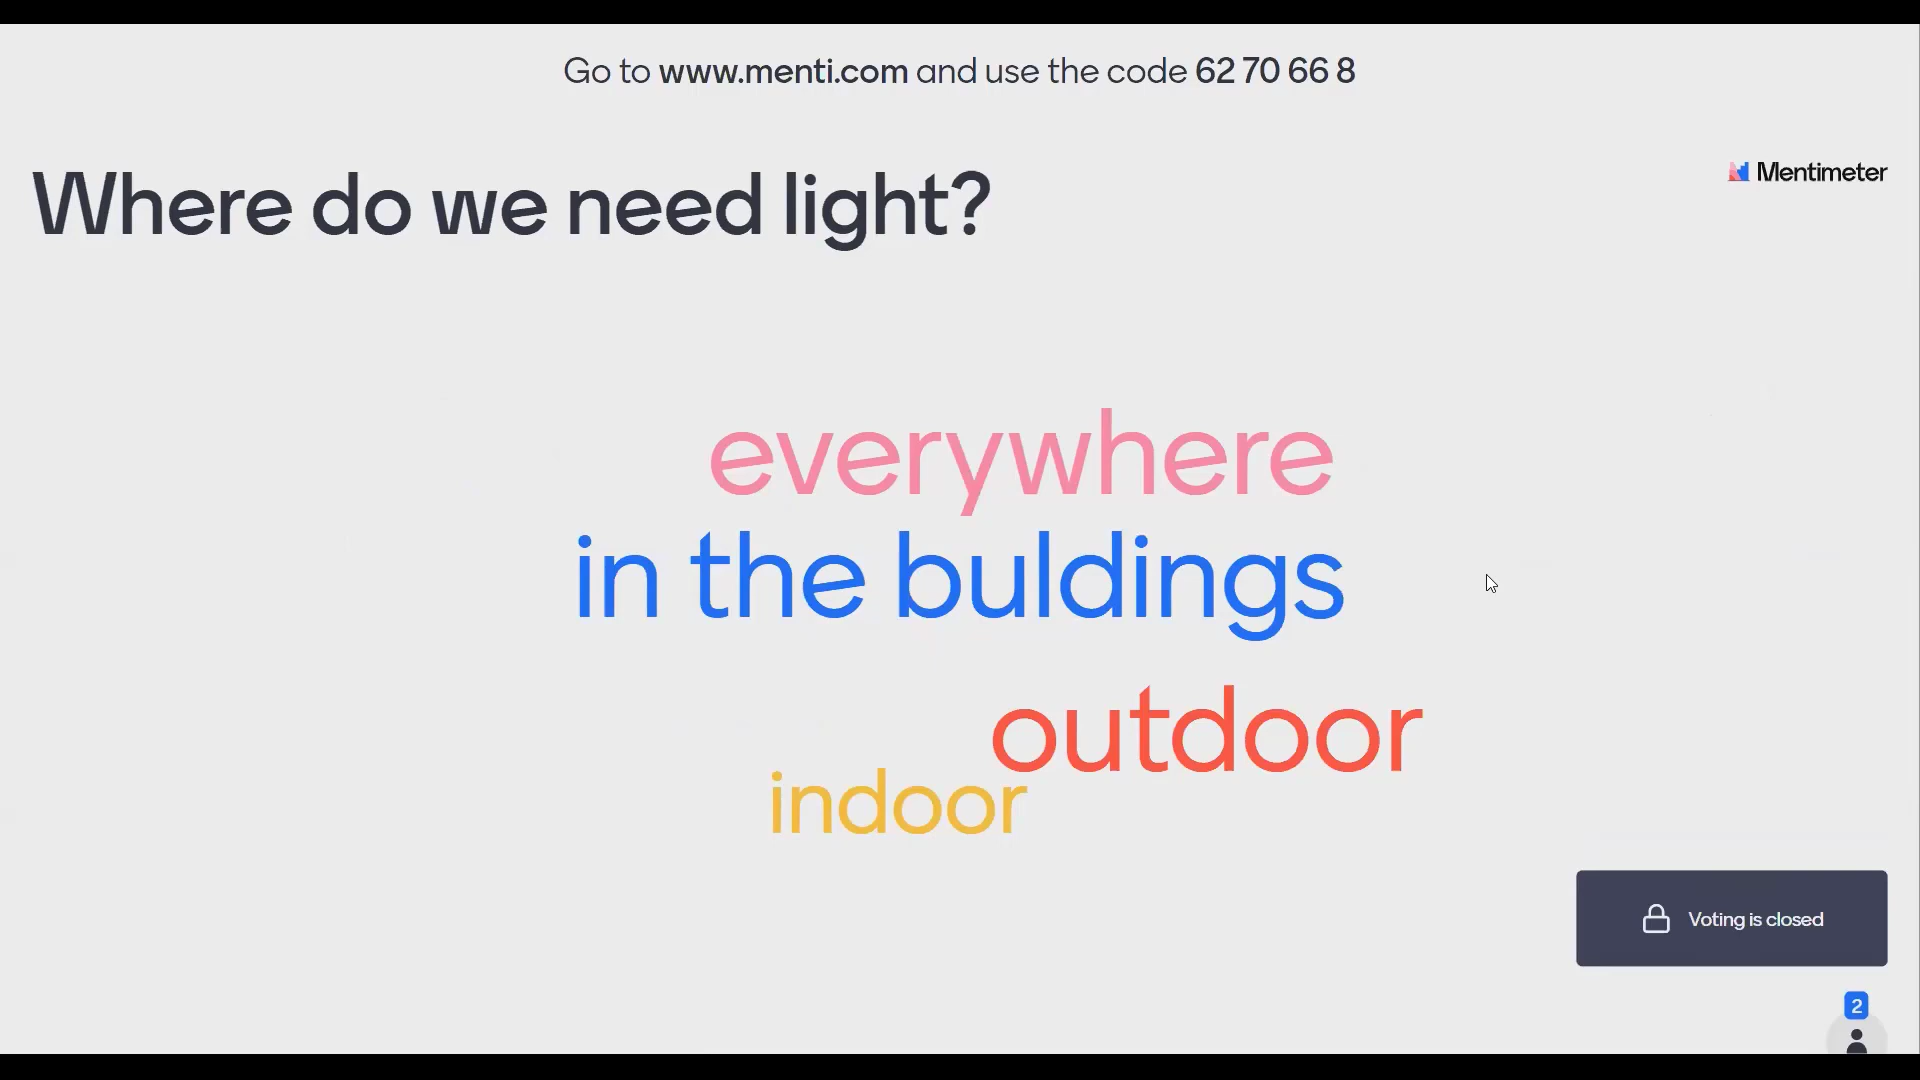 Go to www.menti.com and use the code 62 70 66 8
Mentimeter
Where do we need light?
everywhere
in the buldings
outdoor
indoor
Voting is closed
2